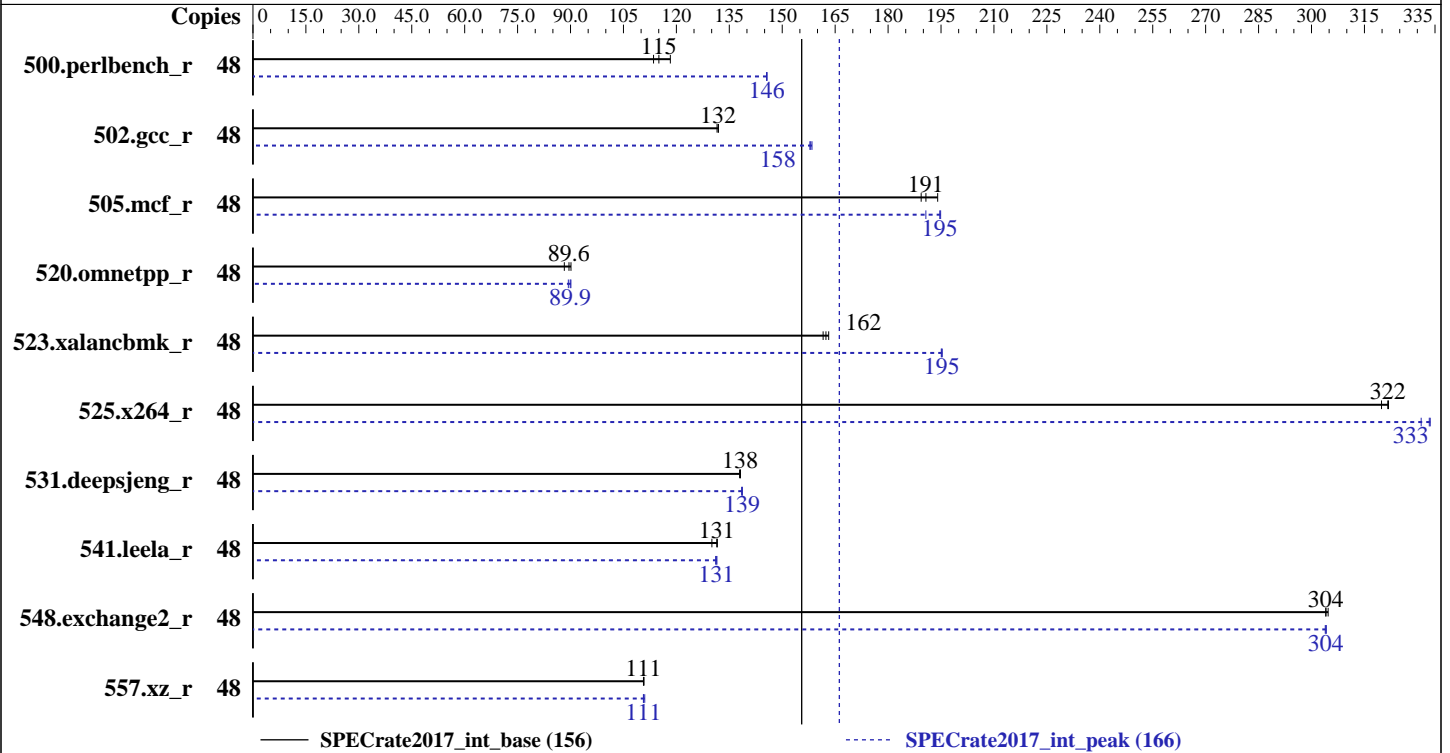 Copies 0 15.0 30.0 45.0 60.0 75.0 90.0 105 120 135 150 165 180 195 210 225 240 255 270 285 300 315 335
115
500.perlbench_r 48
146
132
502.gcc_r 48
158
191
505.mcf_r 48
195
89.6
520.omnetpp_r 48
89.9
162
523.xalancbmk_r 48
195
322
525.x264_r 48
333
138
531.deepsjeng_r 48
139
131
541.leela_r 48
131
304
548.exchange2_r 48
304
111
557.xz_r 48
111
SPECrate2017_int_base (156) SPECrate2017_int_peak (166)